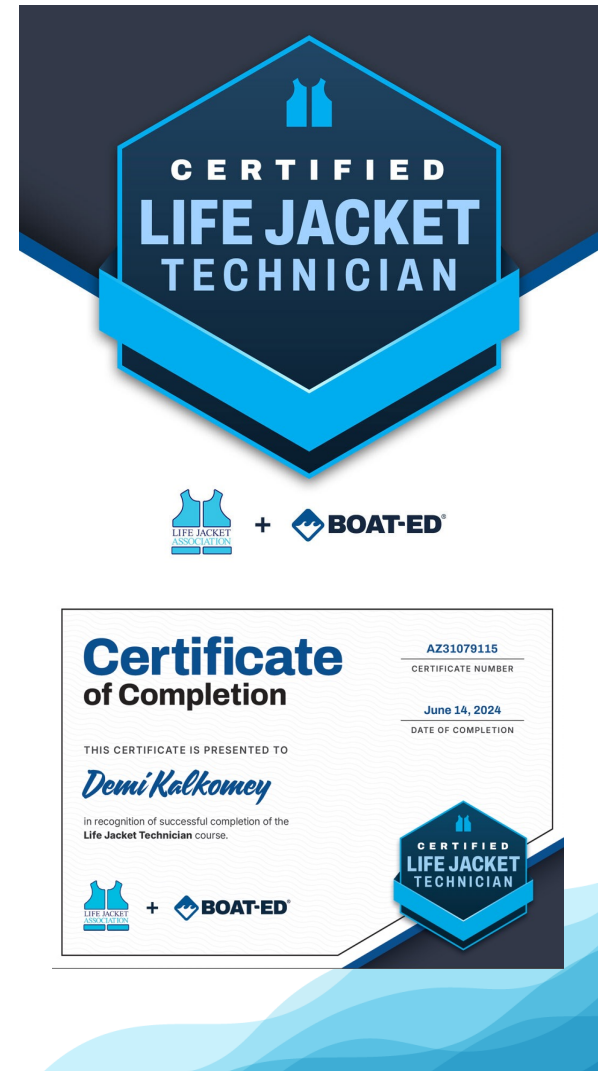 CERTIFIED
LIFE JACKET
TECHNICIAN
LIFE JACKET
ASSOCIATION
+
BOAT-ED®
Certificate
of Completion
AZ31079115
CERTIFICATE NUMBER
June 14, 2024
DATE OF COMPLETION
THIS CERTIFICATE IS PRESENTED TO
Demi Kalkomey
in recognition of successful completion of the
Life Jacket Technician course.
LIFE JACKET
ASSOCIATION
+
BOAT-ED®
CERTIFIED
LIFE JACKET
TECHNICIAN